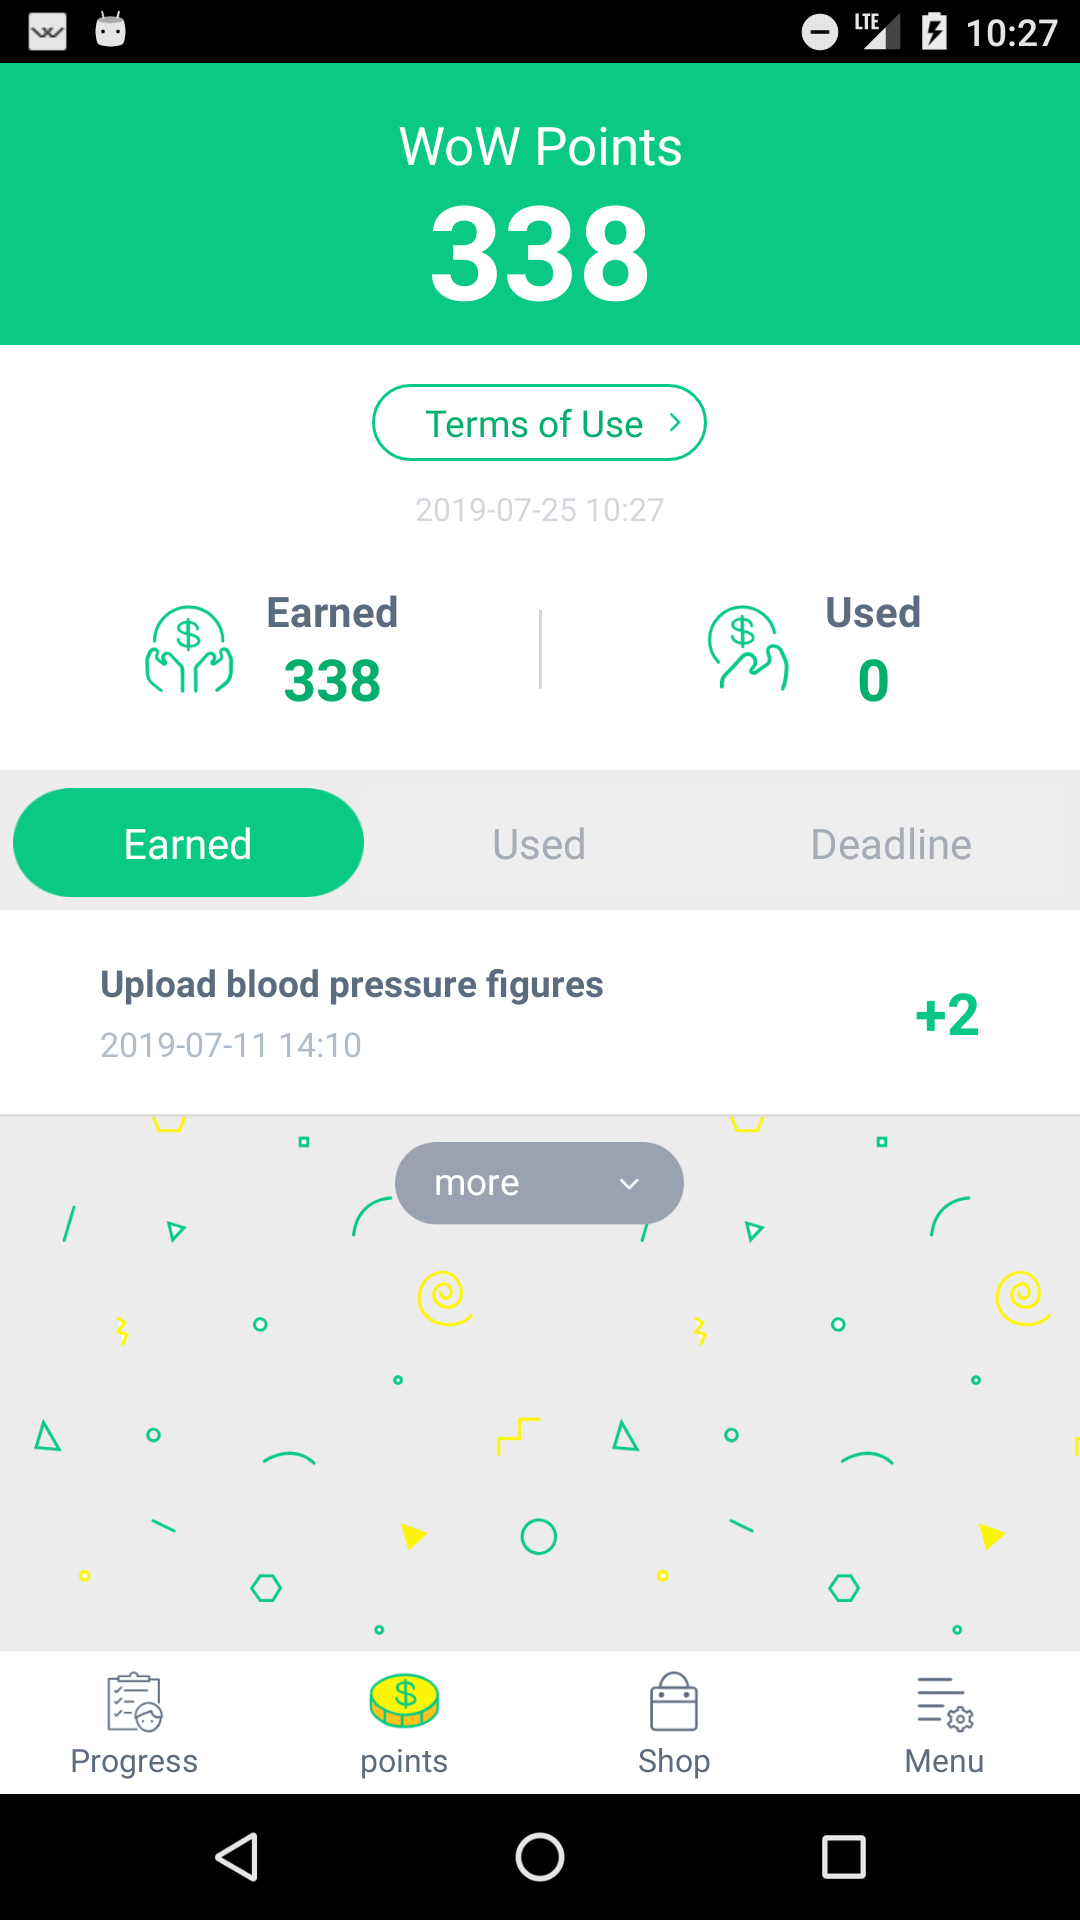 LTE 10:27
WoW Points
338
Terms of Use
2019-07-25 10:27
Earned
338
Used
0
Earned Used Deadline
Upload blood pressure figures
2019-07-11 14:10
+2
more
Progress points Shop Menu